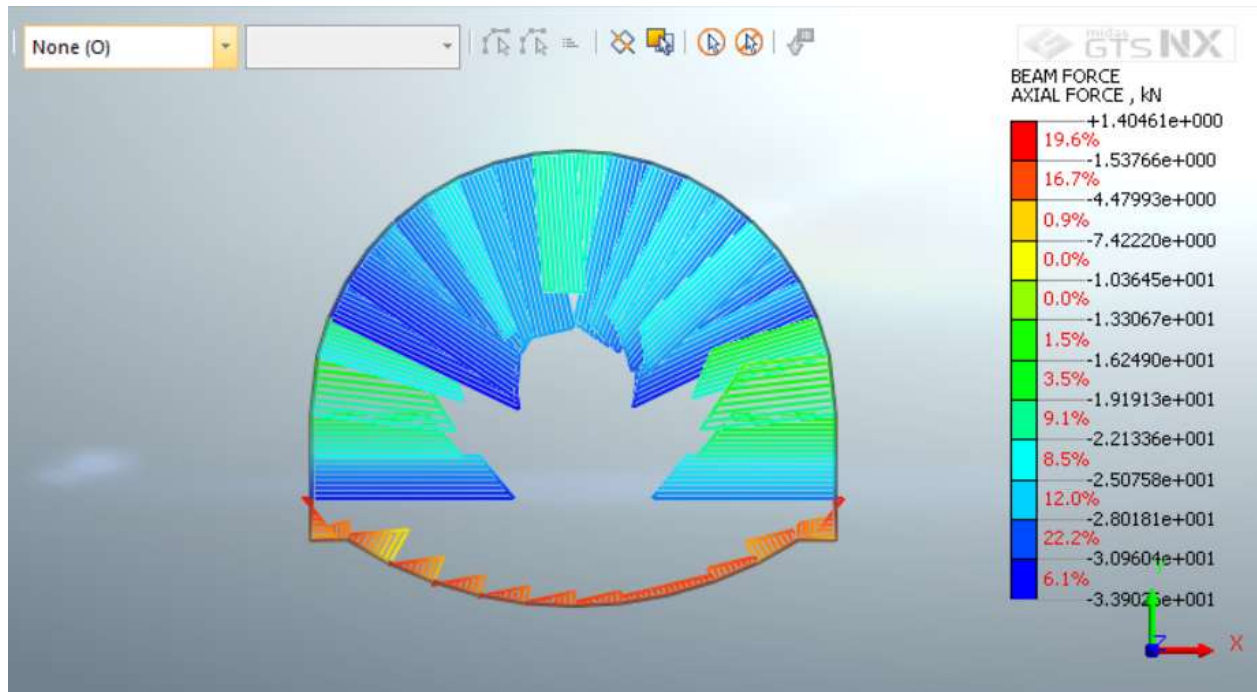 None (O)
midas
GTS NX
BEAM FORCE
AXIAL FORCE , kN
+1.40461e+000
19.6%
-1.53766e+000
16.7%
-4.47993e+000
0.9%
-7.42220e+000
0.0%
-1.03645e+001
0.0%
-1.33067e+001
1.5%
-1.62490e+001
3.5%
-1.91913e+001
9.1%
-2.21336e+001
8.5%
-2.50758e+001
12.0%
-2.80181e+001
22.2%
-3.09604e+001
6.1%
-3.39026e+001
Y
Z
X